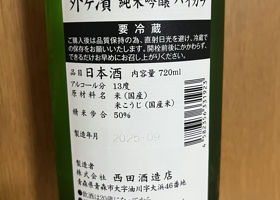 外ヶ濱 純米吟醸 ハイカラ
要冷蔵
ご購入後は品質保持の為、直射日光を避け、冷蔵で
の保存をお願いいたします。開栓前後にかかわらず、
できるだけお早めにお召し上がりください。
品目 日本酒 内容量 720ml
アルコール分 13度
原材料名 米(国産)
米こうじ(国産米)
精米歩合 50%
製造年月 2025-09
製造者
株式会社 西田酒造店
青森県青森市大字油川字大浜46番地